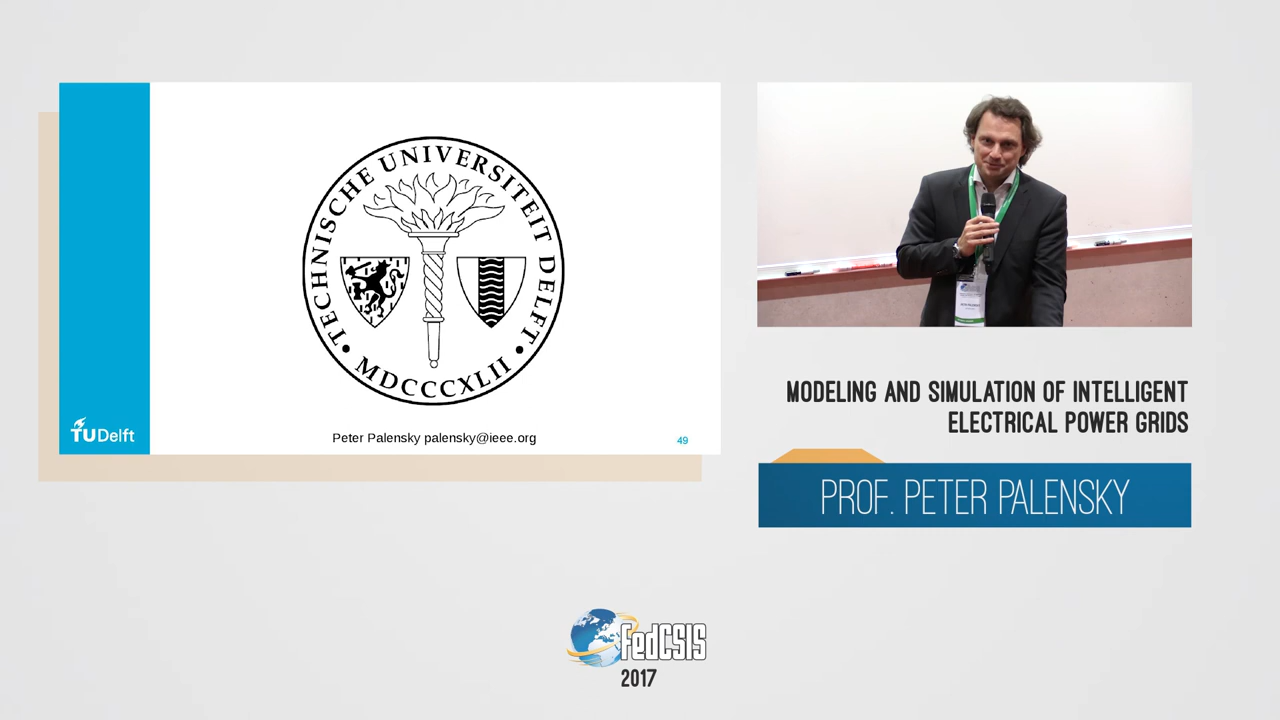 TECHNISCHE UNIVERSITEIT DELFT
MDCCCXLII
TUDelft
Peter Palensky palensky@ieee.org
49
MODELING AND SIMULATION OF INTELLIGENT
ELECTRICAL POWER GRIDS
PROF. PETER PALENSKY
FedCSIS
2017